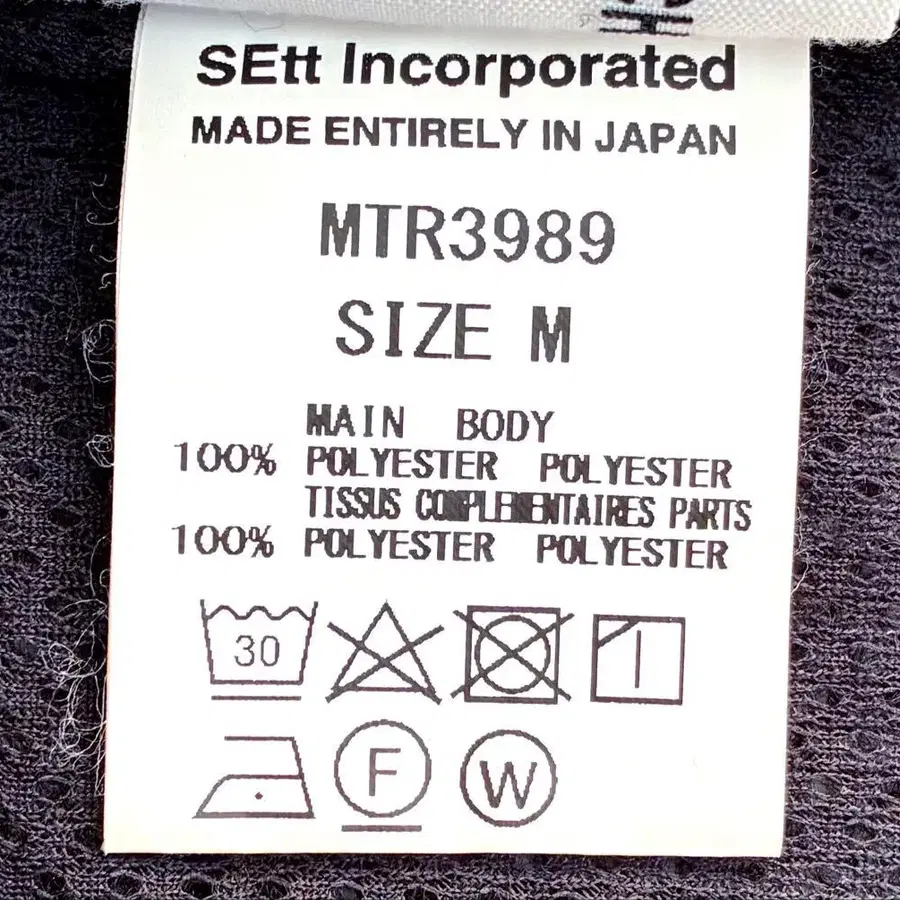 SEtt Incorporated
MADE ENTIRELY IN JAPAN
MTR3989
SIZE M
MAIN BODY
100% POLYESTER POLYESTER
TISSUS COMPLEMENTAIRES PARTS
100% POLYESTER POLYESTER
30
F W